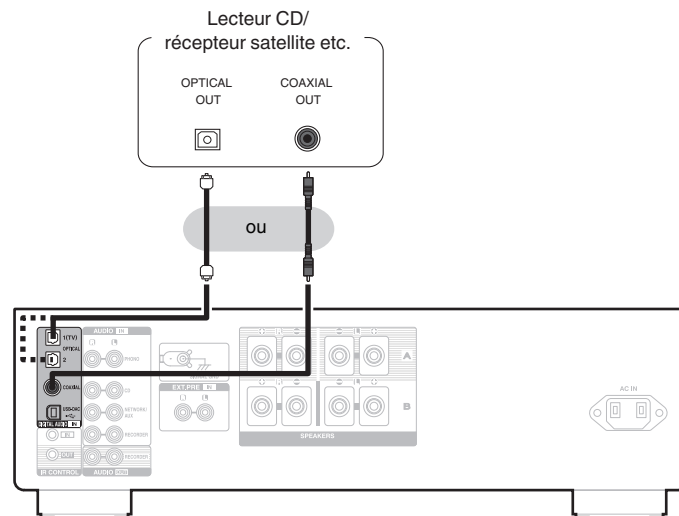 Lecteur CD/
récepteur satellite etc.
OPTICAL
OUT
COAXIAL
OUT
ou
AUDIO IN
1(TV)
OPTICAL
2
PHONO
COAXIAL
CD
EXT.PRE IN
USB-DAC
NETWORK/
AUX
DIGITAL AUDIO IN
IN
RECORDER
OUT
RECORDER
IR CONTROL
AUDIO OUT
SIGNAL GND
A
B
SPEAKERS
AC IN